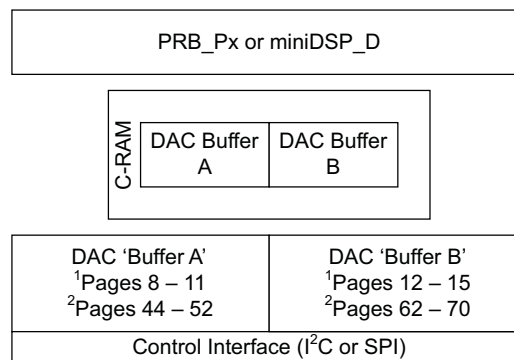 PRB_Px or miniDSP_D
C-RAM
DAC Buffer
A
DAC Buffer
B
DAC 'Buffer A'
¹Pages 8 – 11
²Pages 44 – 52
DAC 'Buffer B'
¹Pages 12 – 15
²Pages 62 – 70
Control Interface (I²C or SPI)